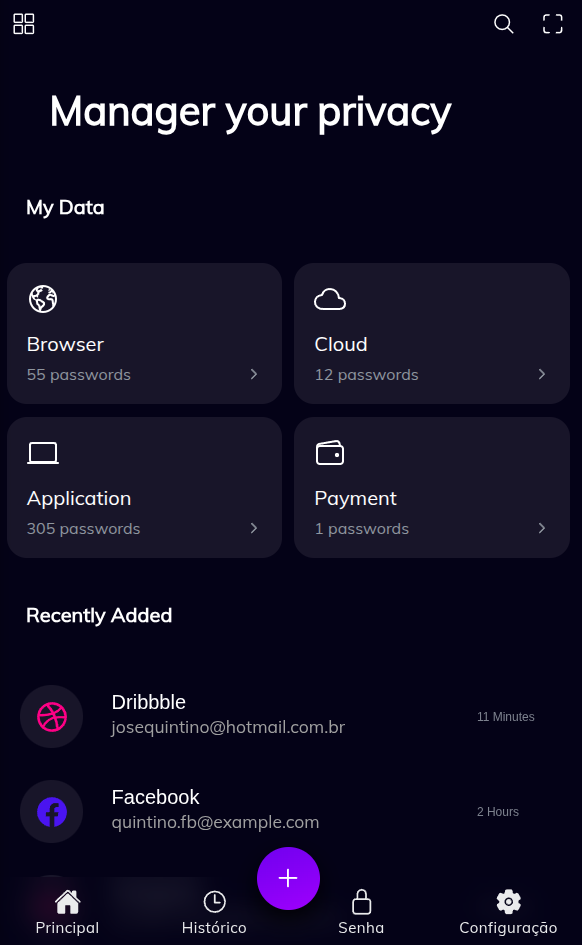 Manager your privacy
My Data
Browser
55 passwords
Cloud
12 passwords
Application
305 passwords
Payment
1 passwords
Recently Added
Dribbble
josequintino@hotmail.com.br
11 Minutes
Facebook
quintino.fb@example.com
2 Hours
Principal
Histórico
Senha
Configuração